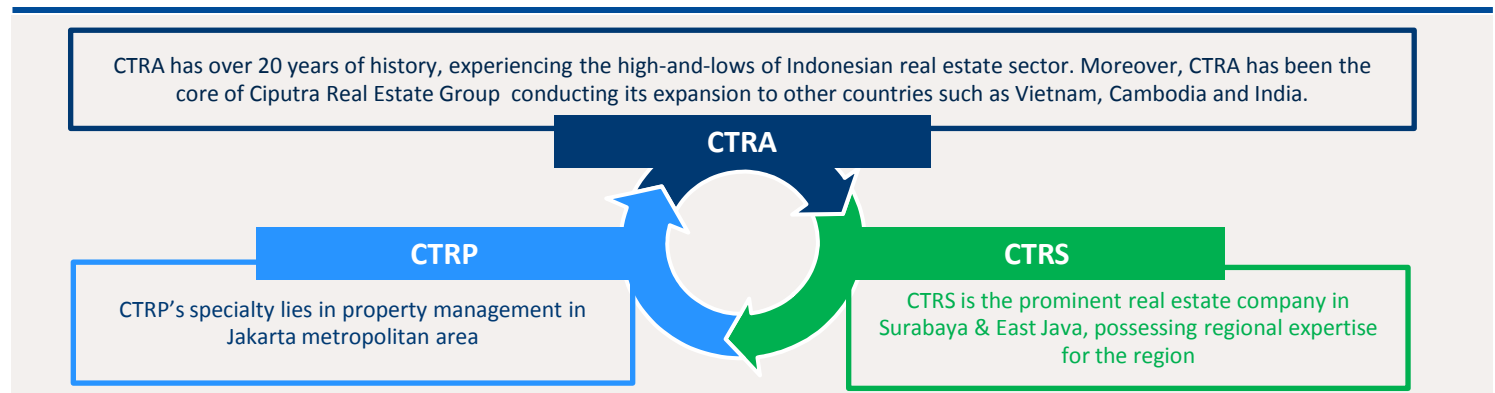 CTRA has over 20 years of history, experiencing the high-and-lows of Indonesian real estate sector. Moreover, CTRA has been the
core of Ciputra Real Estate Group  conducting its expansion to other countries such as Vietnam, Cambodia and India.
CTRA
CTRP
CTRP’s specialty lies in property management in
Jakarta metropolitan area
CTRS
CTRS is the prominent real estate company in
Surabaya & East Java, possessing regional expertise
for the region